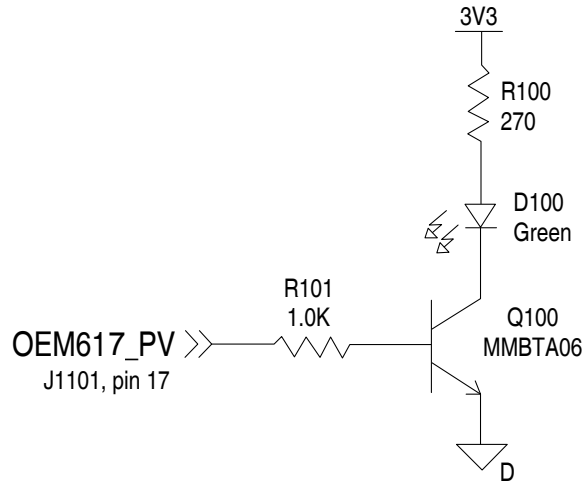 3V3
R100
270
D100
Green
R101
1.0K
Q100
MMBTA06
OEM617_PV
J1101, pin 17
D